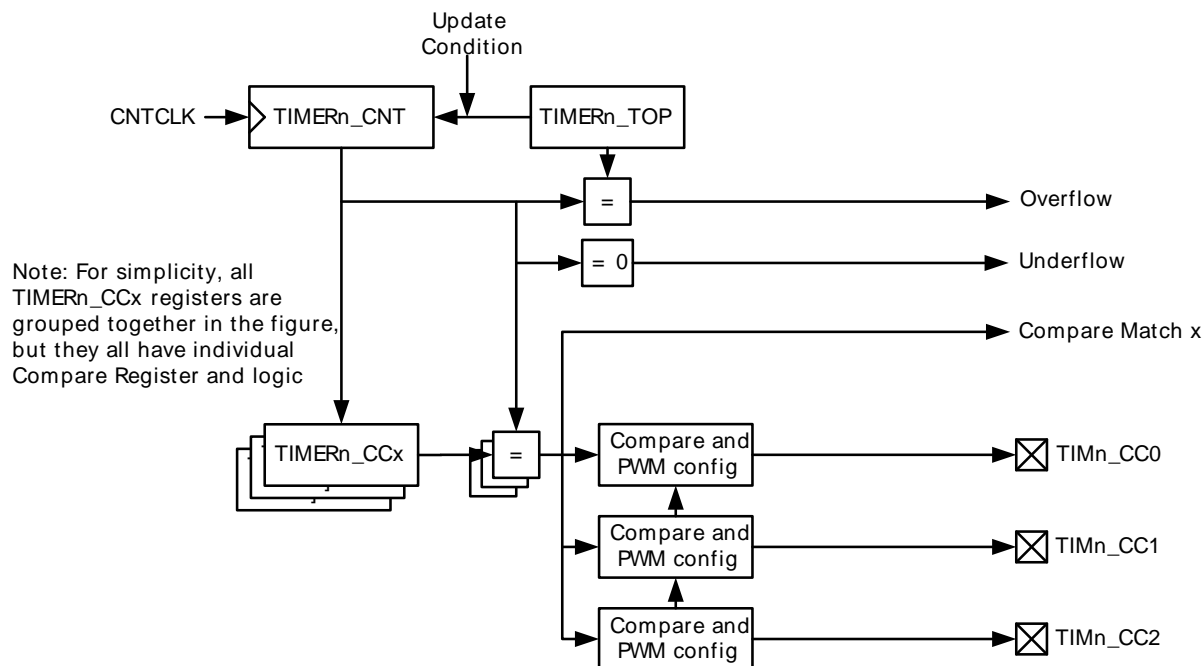 Update
Condition
CNTCLK
TIMERn_CNT
TIMERn_TOP
=
Overflow
= 0
Underflow
Note: For simplicity, all
TIMERn_CCx registers are
grouped together in the figure,
but they all have individual
Compare Register and logic
Compare Match x
TIMERn_CCx
=
Compare and
PWM config
TIMn_CC0
Compare and
PWM config
TIMn_CC1
Compare and
PWM config
TIMn_CC2